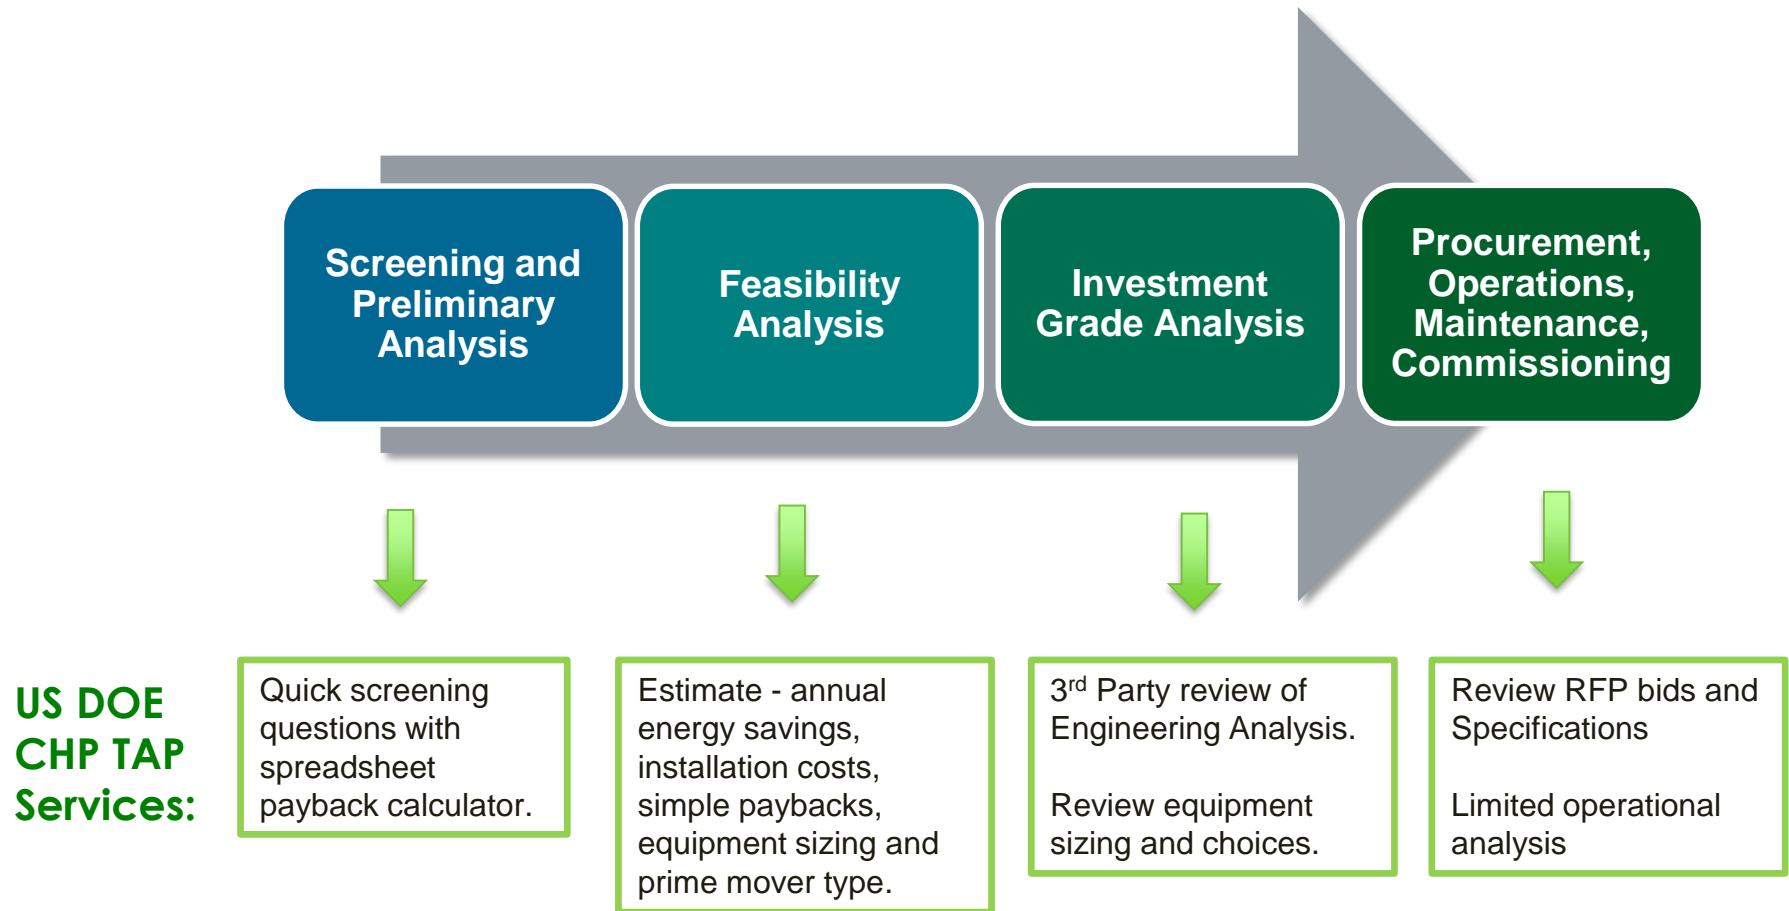 Screening and
Preliminary
Analysis
Feasibility
Analysis
Investment
Grade Analysis
Procurement,
Operations,
Maintenance,
Commissioning
US DOE
CHP TAP
Services:
Quick screening
questions with
spreadsheet
payback calculator.
Estimate - annual
energy savings,
installation costs,
simple paybacks,
equipment sizing and
prime mover type.
3rd Party review of
Engineering Analysis.
Review equipment
sizing and choices.
Review RFP bids and
Specifications
Limited operational
analysis